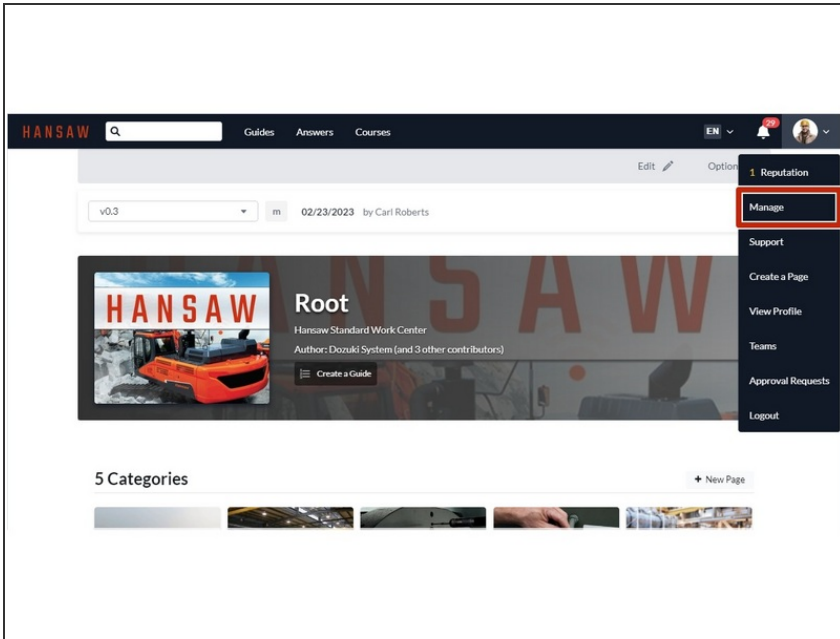 HANSAW
Guides Answers Courses
EN
29
Edit
Option
1 Reputation
Manage
Support
Create a Page
View Profile
Teams
Approval Requests
Logout
v0.3
m
02/23/2023 by Carl Roberts
HANSAW
HANSAW
Root
Hansaw Standard Work Center
Author: Dozuki System (and 3 other contributors)
Create a Guide
5 Categories
+ New Page